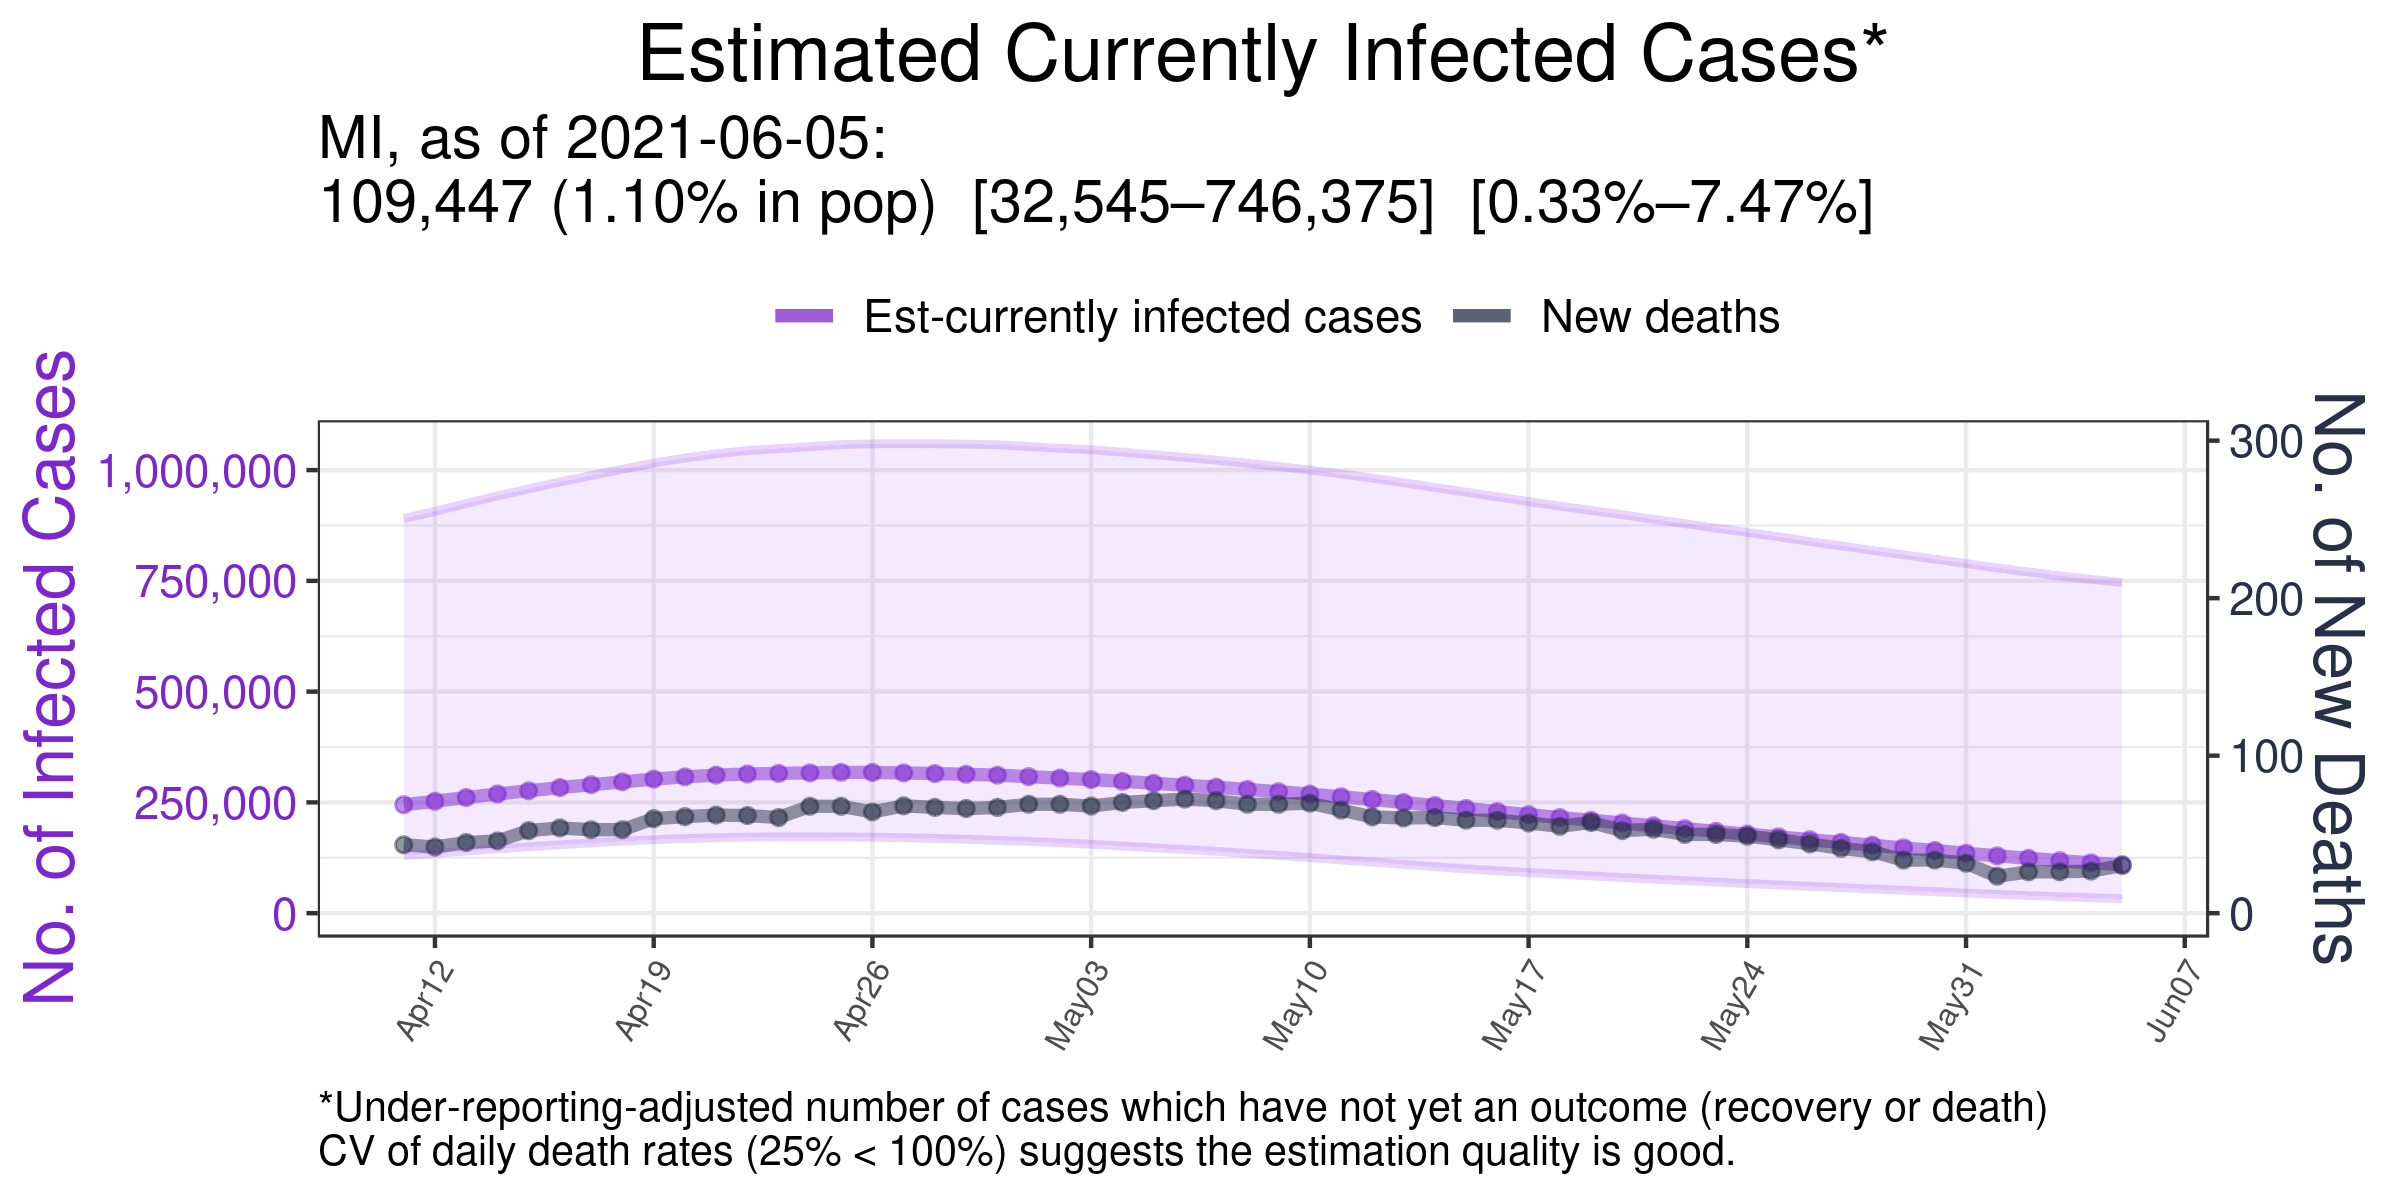 Estimated Currently Infected Cases*
MI, as of 2021-06-05:
109,447 (1.10% in pop)  [32,545–746,375]  [0.33%–7.47%]
Est-currently infected cases
New deaths
No. of Infected Cases
1,000,000
750,000
500,000
250,000
0
300
200
100
0
No. of New Deaths
Apr12
Apr19
Apr26
May03
May10
May17
May24
May31
Jun07
*Under-reporting-adjusted number of cases which have not yet an outcome (recovery or death)
CV of daily death rates (25% < 100%) suggests the estimation quality is good.